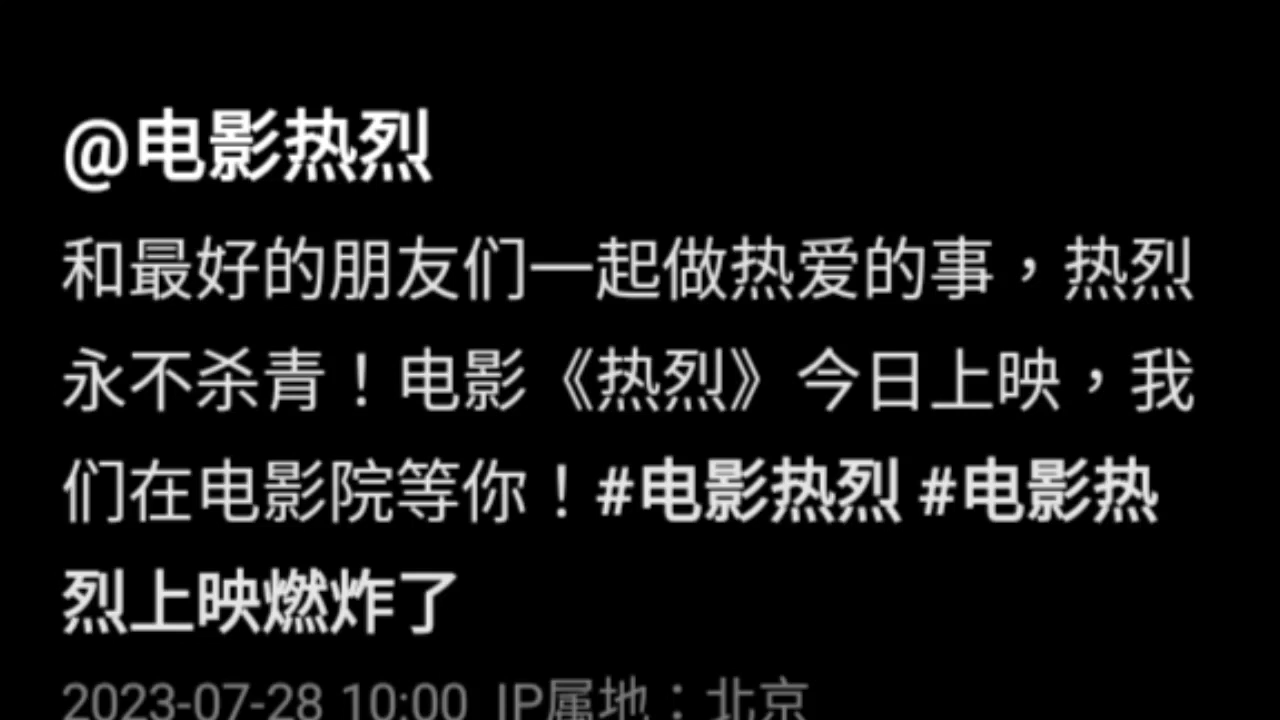 @电影热烈
和最好的朋友们一起做热爱的事，热烈
永不杀青！电影《热烈》今日上映，我
们在电影院等你！#电影热烈 #电影热
烈上映燃炸了
2023-07-28 10:00 IP属地：北京